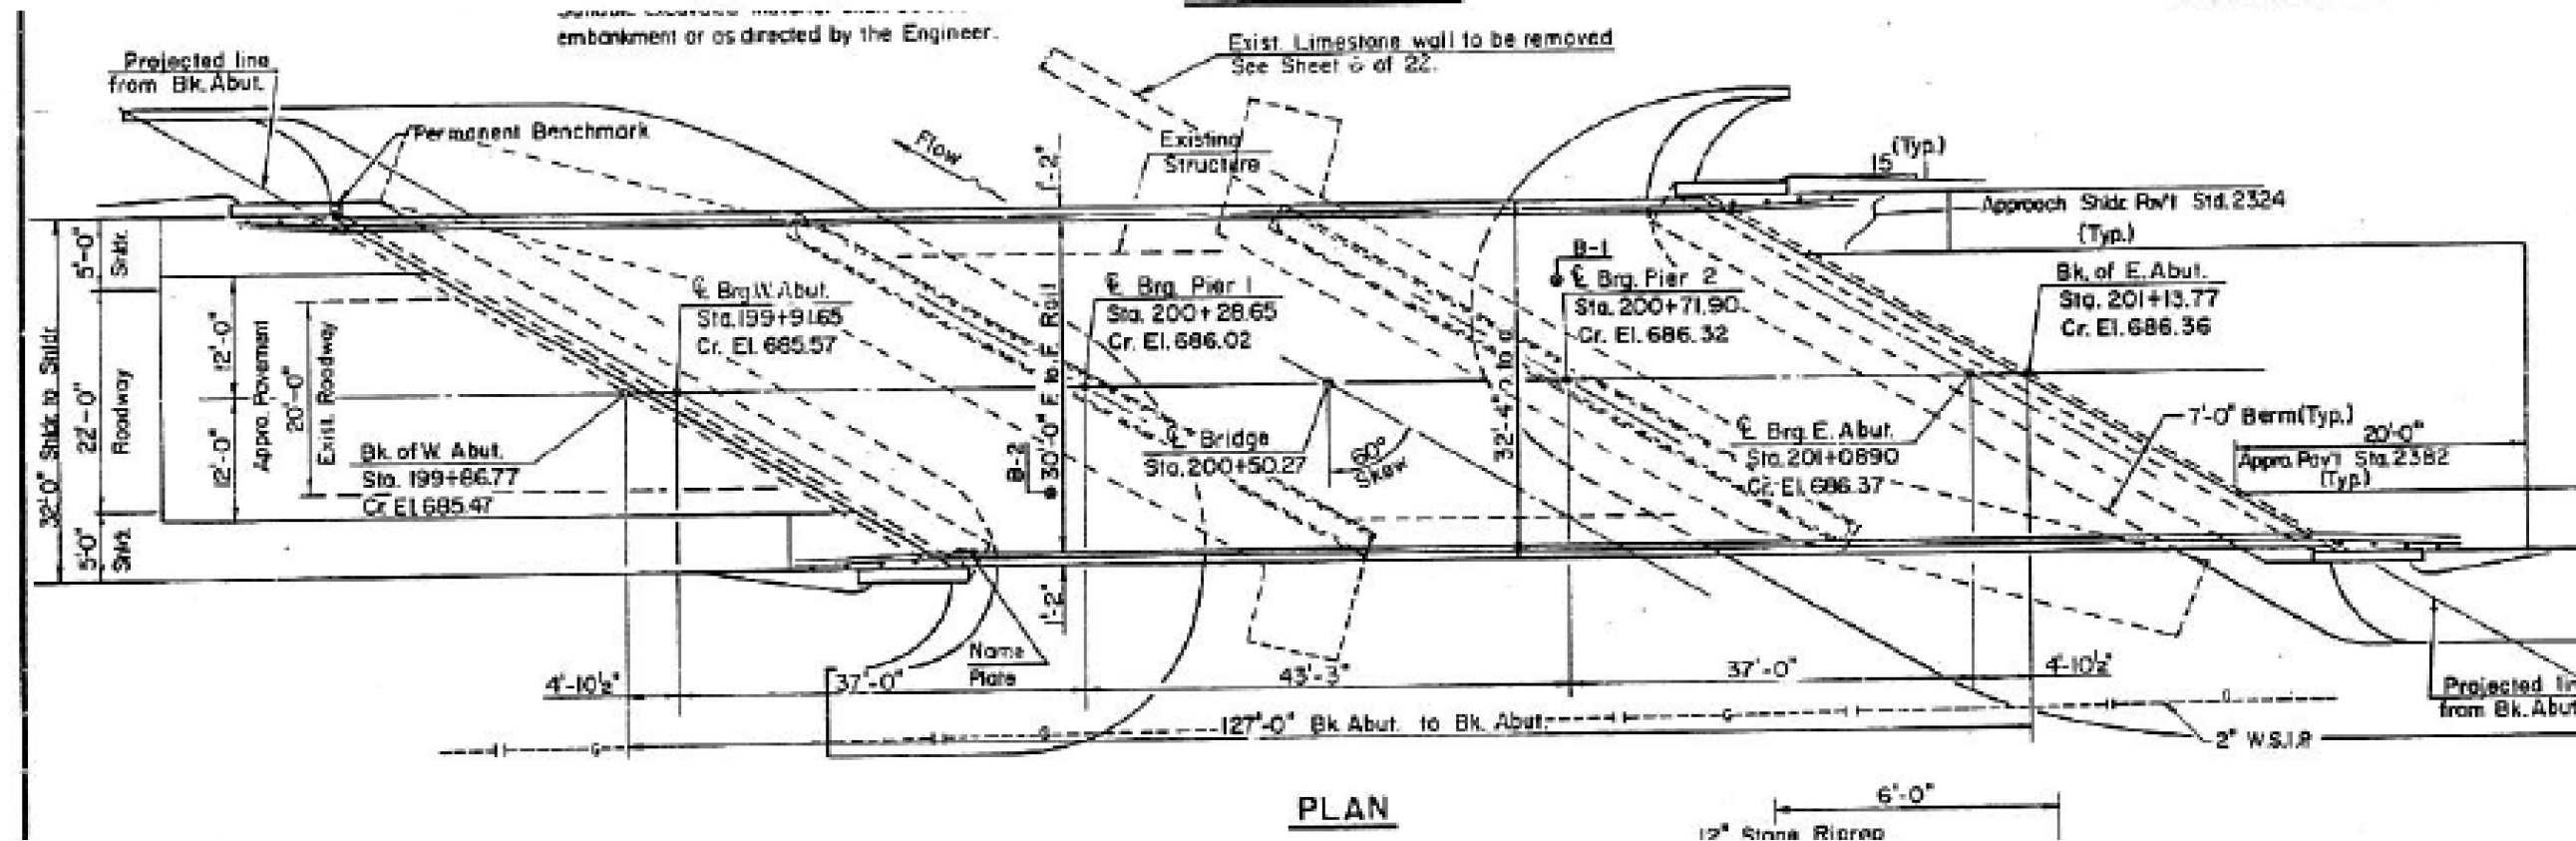 embankment or as directed by the Engineer.
Exist. Limestone wall to be removed
See Sheet 6 of 22.
Projected line
from Bk. Abut.
Permanent Benchmark
Flow
Existing
Structure
1'-2"
15 (Typ.)
Approach Shldr. Pav't Std. 2324
(Typ.)
5'-0"
Shldr.
32'-0" Shldr. to Shldr.
22'-0"
Roadway
5'-0"
Shld.
12'-0"
12'-0"
Appro. Pavement
20'-0"
Exist. Roadway
℄ Brg. W. Abut.
Sta. 199+91.65
Cr. El. 685.57
30'-0" F. to F. Rail
℄ Brg. Pier 1
Sta. 200+28.65
Cr. El. 686.02
B-1
℄ Brg. Pier 2
Sta. 200+71.90
Cr. El. 686.32
Bk. of E. Abut.
Sta. 201+13.77
Cr. El. 686.36
Bk. of W. Abut.
Sta. 199+86.77
Cr. El. 685.47
B-2
℄ Bridge
Sta. 200+50.27
60°
Skew
32'-4" o to o
℄ Brg. E. Abut.
Sta. 201+08.90
Cr. El. 686.37
7'-0" Berm (Typ.)
20'-0"
Appro. Pav't Sta. 2382
(Typ.)
1'-2"
Name
Plate
4'-10½"
37'-0"
43'-3"
37'-0"
4'-10½"
Projected
from Bk. Abut
127'-0" Bk. Abut. to Bk. Abut.
G
G
G
G
2" W.S.I.P.
PLAN
6'-0"
12" Stone Riprap